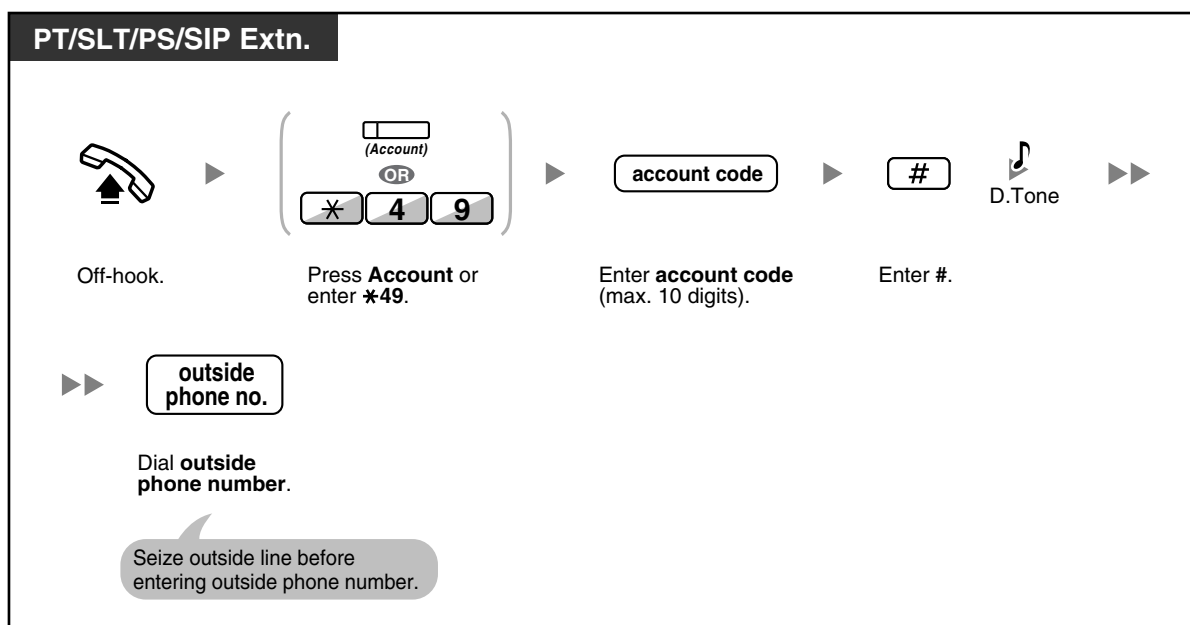 PT/SLT/PS/SIP Extn.
(Account)
OR
* 4 9
account code
#
D.Tone
Off-hook.
Press Account or
enter *49.
Enter account code
(max. 10 digits).
Enter #.
outside
phone no.
Dial outside
phone number.
Seize outside line before
entering outside phone number.